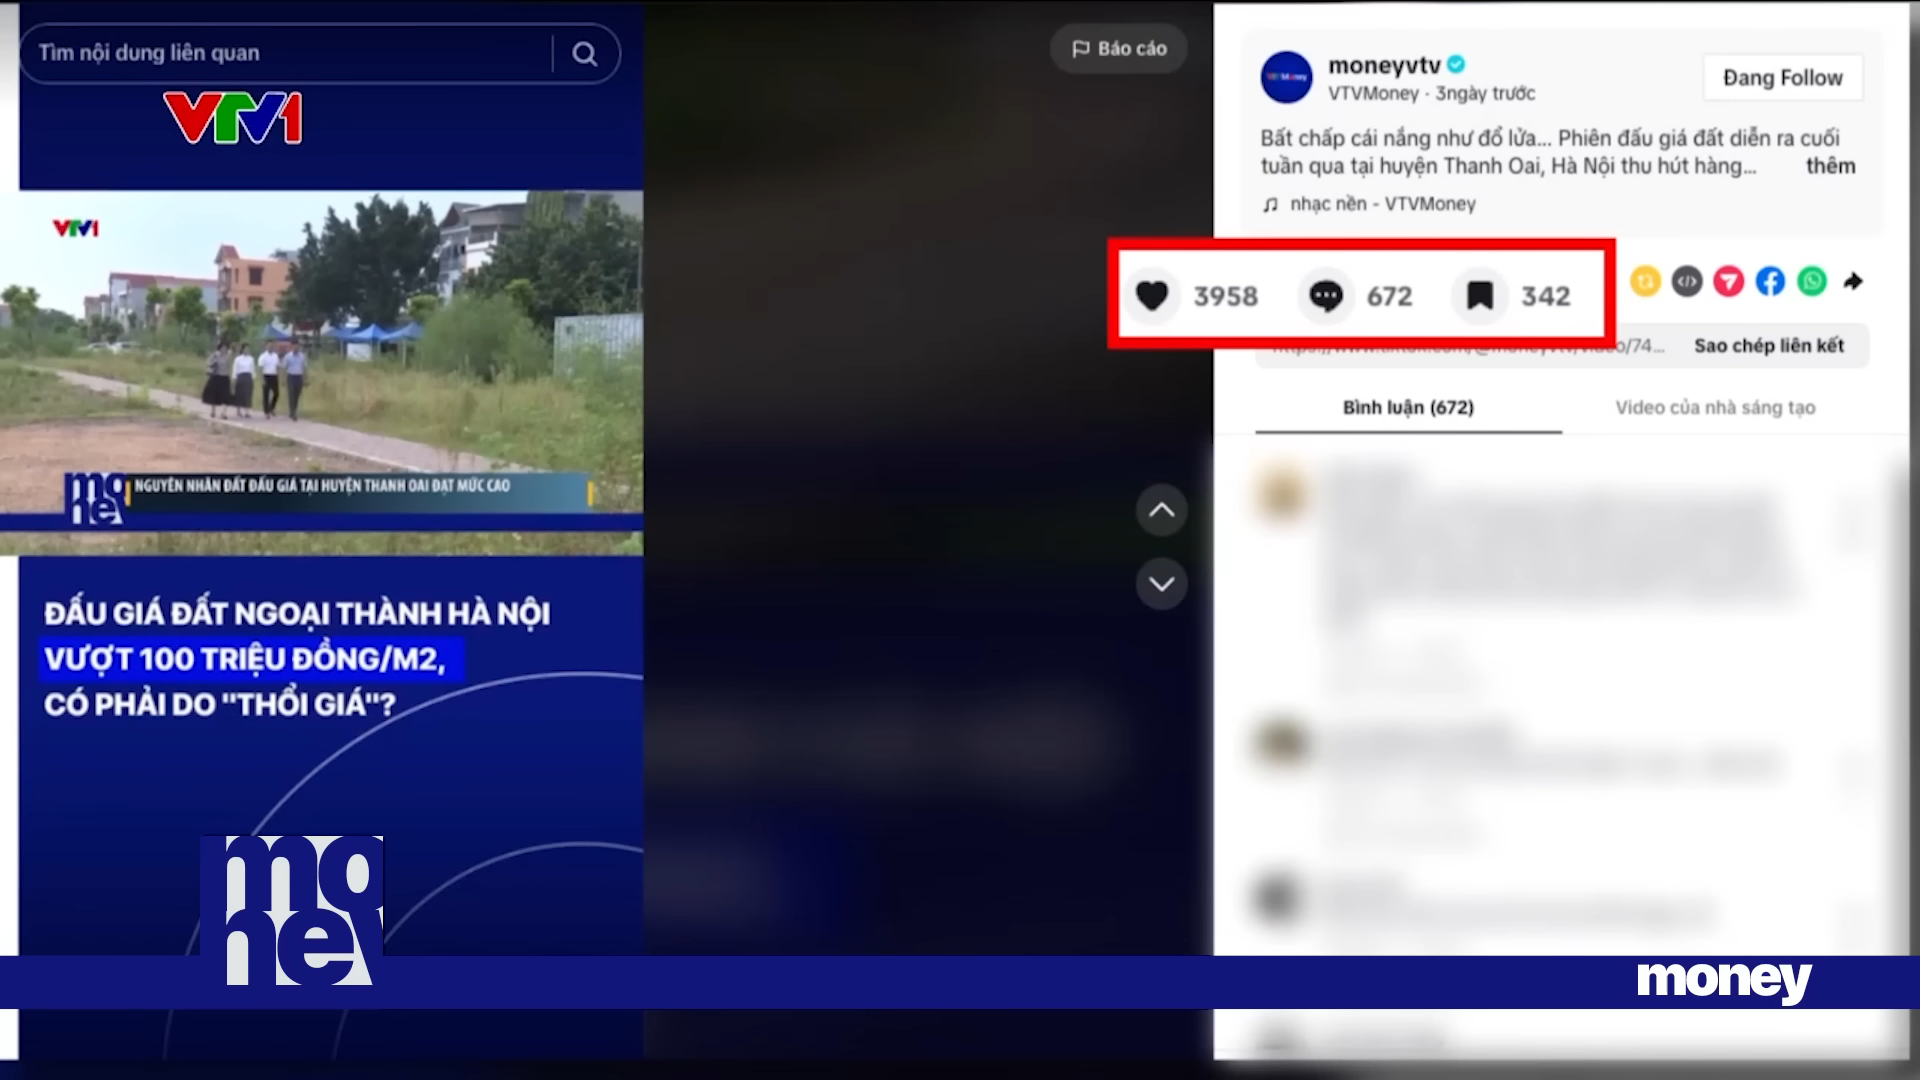 Tìm nội dung liên quan
VTV1
VTV1
NGUYÊN NHÂN ĐẤT ĐẤU GIÁ TẠI HUYỆN THANH OAI ĐẠT MỨC CAO
ĐẤU GIÁ ĐẤT NGOẠI THÀNH HÀ NỘI
VƯỢT 100 TRIỆU ĐỒNG/M2,
CÓ PHẢI DO "THỔI GIÁ"?
money
Báo cáo
moneyvtv
VTVMoney · 3ngày trước
Đang Follow
Bất chấp cái nắng như đổ lửa... Phiên đấu giá đất diễn ra cuối
tuần qua tại huyện Thanh Oai, Hà Nội thu hút hàng... thêm
nhạc nền - VTVMoney
3958 672 342
Sao chép liên kết
Bình luận (672)
Video của nhà sáng tạo
money